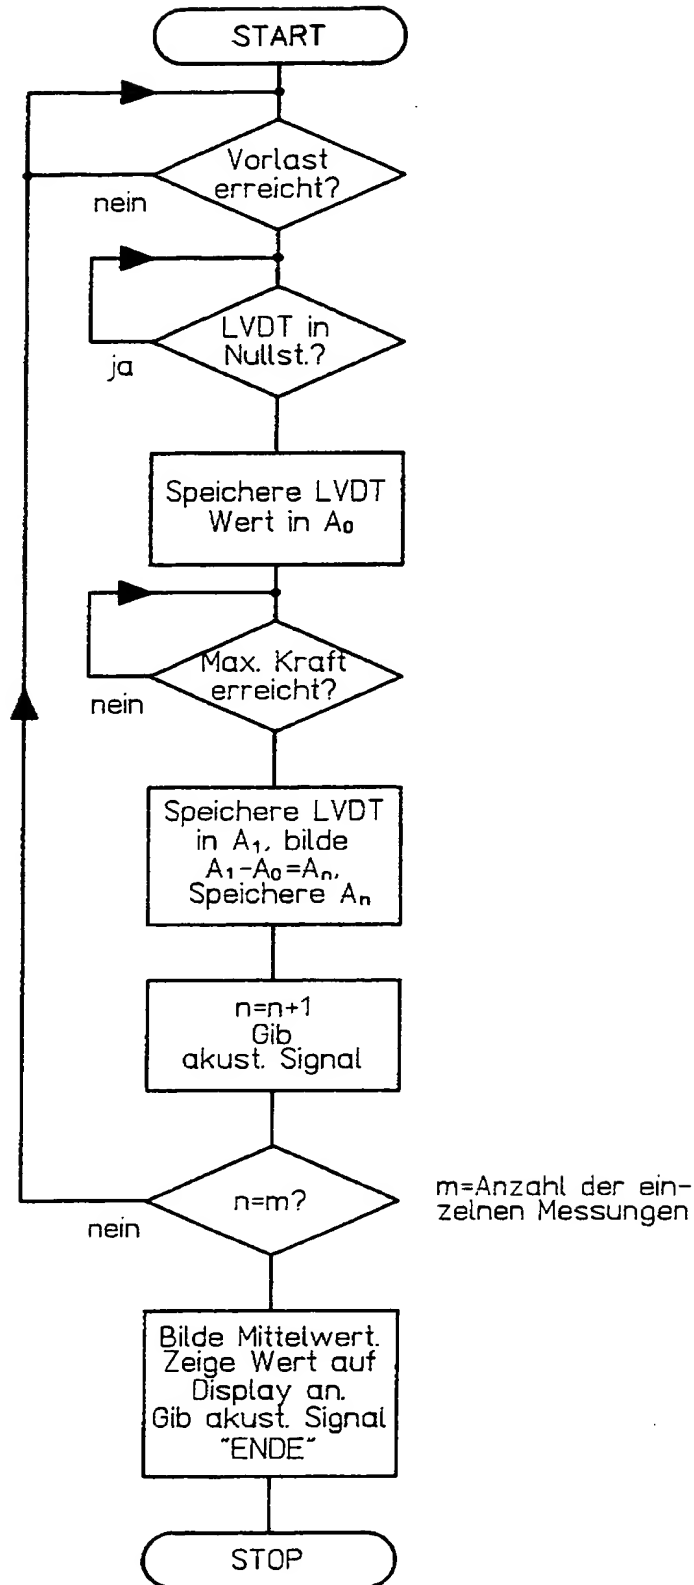 START
Vorlast
erreicht?
nein
LVDT in
Nullst.?
ja
Speichere LVDT
Wert in A₀
Max. Kraft
erreicht?
nein
Speichere LVDT
in A₁, bilde
A₁-A₀=Aₙ,
Speichere Aₙ
n=n+1
Gib
akust. Signal
n=m?
nein
m=Anzahl der ein-
zelnen Messungen
Bilde Mittelwert.
Zeige Wert auf
Display an.
Gib akust. Signal
"ENDE"
STOP